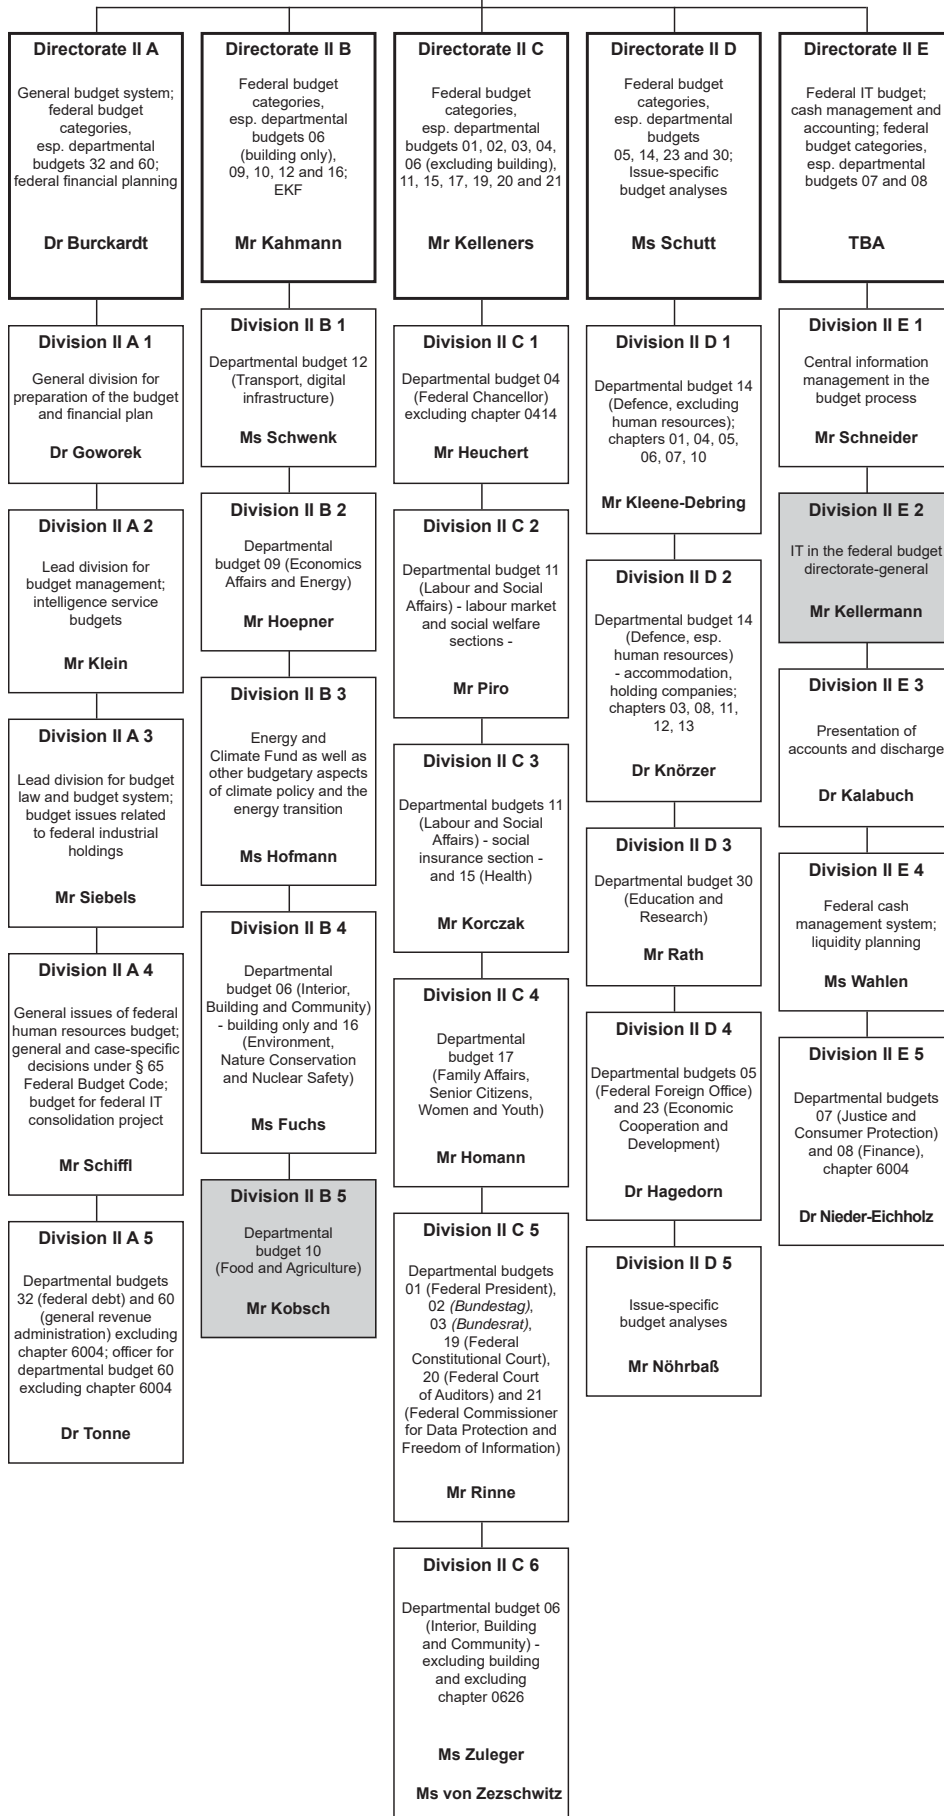 Directorate II A
General budget system;
federal budget
categories,
esp. departmental
budgets 32 and 60;
federal financial planning
Dr Burckardt
Division II A 1
General division for
preparation of the budget
and financial plan
Dr Goworek
Division II A 2
Lead division for
budget management;
intelligence service
budgets
Mr Klein
Division II A 3
Lead division for budget
law and budget system;
budget issues related
to federal industrial
holdings
Mr Siebels
Division II A 4
General issues of federal
human resources budget;
general and case-specific
decisions under § 65
Federal Budget Code;
budget for federal IT
consolidation project
Mr Schiffl
Division II A 5
Departmental budgets
32 (federal debt) and 60
(general revenue
administration) excluding
chapter 6004; officer for
departmental budget 60
excluding chapter 6004
Dr Tonne
Directorate II B
Federal budget
categories,
esp. departmental
budgets 06
(building only),
09, 10, 12 and 16;
EKF
Mr Kahmann
Division II B 1
Departmental budget 12
(Transport, digital
infrastructure)
Ms Schwenk
Division II B 2
Departmental
budget 09 (Economics
Affairs and Energy)
Mr Hoepner
Division II B 3
Energy and
Climate Fund as well as
other budgetary aspects
of climate policy and the
energy transition
Ms Hofmann
Division II B 4
Departmental
budget 06 (Interior,
Building and Community)
- building only and 16
(Environment,
Nature Conservation
and Nuclear Safety)
Ms Fuchs
Division II B 5
Departmental
budget 10
(Food and Agriculture)
Mr Kobsch
Directorate II C
Federal budget
categories,
esp. departmental
budgets 01, 02, 03, 04,
06 (excluding building),
11, 15, 17, 19, 20 and 21
Mr Kelleners
Division II C 1
Departmental budget 04
(Federal Chancellor)
excluding chapter 0414
Mr Heuchert
Division II C 2
Departmental budget 11
(Labour and Social
Affairs) - labour market
and social welfare
sections -
Mr Piro
Division II C 3
Departmental budgets 11
(Labour and Social
Affairs) - social
insurance section -
and 15 (Health)
Mr Korczak
Division II C 4
Departmental
budget 17
(Family Affairs,
Senior Citizens,
Women and Youth)
Mr Homann
Division II C 5
Departmental budgets
01 (Federal President),
02 (Bundestag),
03 (Bundesrat),
19 (Federal
Constitutional Court),
20 (Federal Court
of Auditors) and 21
(Federal Commissioner
for Data Protection and
Freedom of Information)
Mr Rinne
Division II C 6
Departmental budget 06
(Interior, Building
and Community) -
excluding building
and excluding
chapter 0626
Ms Zuleger
Ms von Zezschwitz
Directorate II D
Federal budget
categories,
esp. departmental
budgets
05, 14, 23 and 30;
Issue-specific
budget analyses
Ms Schutt
Division II D 1
Departmental budget 14
(Defence, excluding
human resources);
chapters 01, 04, 05,
06, 07, 10
Mr Kleene-Debring
Division II D 2
Departmental budget 14
(Defence, esp.
human resources)
- accommodation,
holding companies;
chapters 03, 08, 11,
12, 13
Dr Knörzer
Division II D 3
Departmental budget 30
(Education and
Research)
Mr Rath
Division II D 4
Departmental budgets 05
(Federal Foreign Office)
and 23 (Economic
Cooperation and
Development)
Dr Hagedorn
Division II D 5
Issue-specific
budget analyses
Mr Nöhrbaß
Directorate II E
Federal IT budget;
cash management and
accounting; federal
budget categories,
esp. departmental
budgets 07 and 08
TBA
Division II E 1
Central information
management in the
budget process
Mr Schneider
Division II E 2
IT in the federal budget
directorate-general
Mr Kellermann
Division II E 3
Presentation of
accounts and discharge
Dr Kalabuch
Division II E 4
Federal cash
management system;
liquidity planning
Ms Wahlen
Division II E 5
Departmental budgets
07 (Justice and
Consumer Protection)
and 08 (Finance),
chapter 6004
Dr Nieder-Eichholz